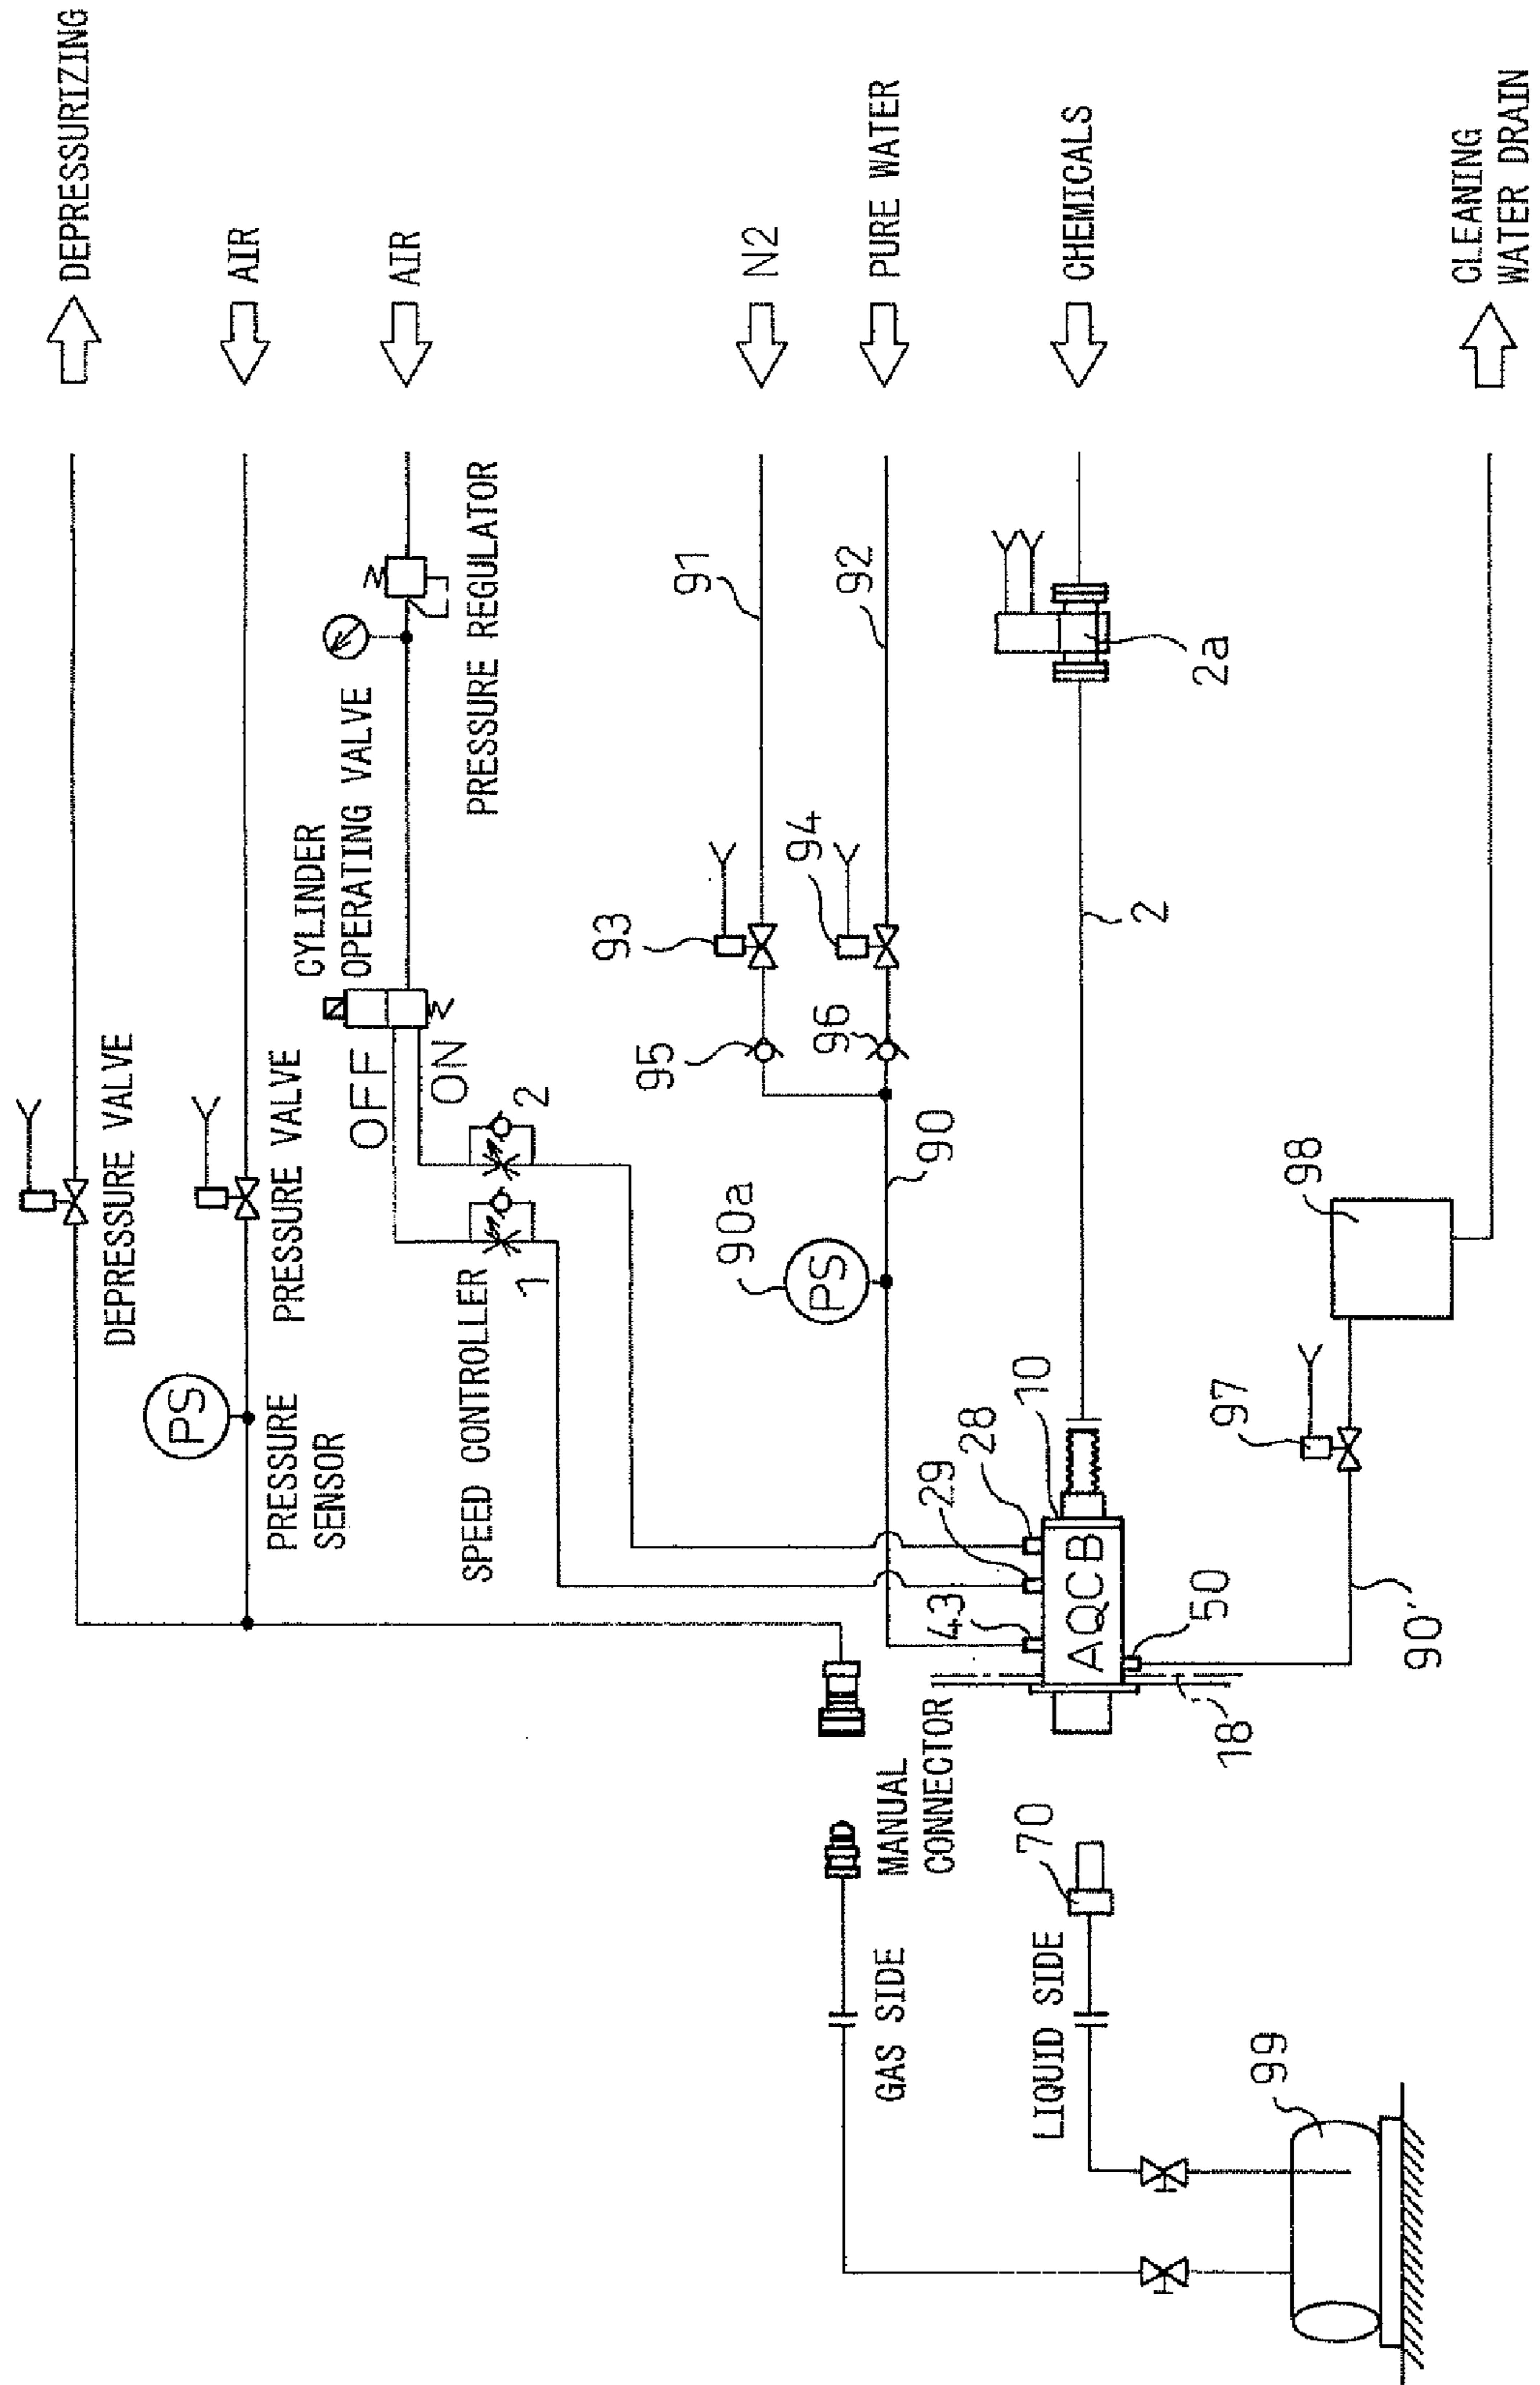 DEPRESSURIZING
DEPRESSURE VALVE
AIR
PRESSURE VALVE
PS
PRESSURE
SENSOR
AIR
PRESSURE REGULATOR
CYLINDER
OPERATING VALVE
OFF
ON
SPEED CONTROLLER
1
2
N2
91
93
95
PURE WATER
92
94
96
90
90a
PS
CHEMICALS
2a
2
10
28
29
43
AQCB
50
18
90'
97
98
CLEANING
WATER DRAIN
MANUAL
CONNECTOR
GAS SIDE
70
LIQUID SIDE
99